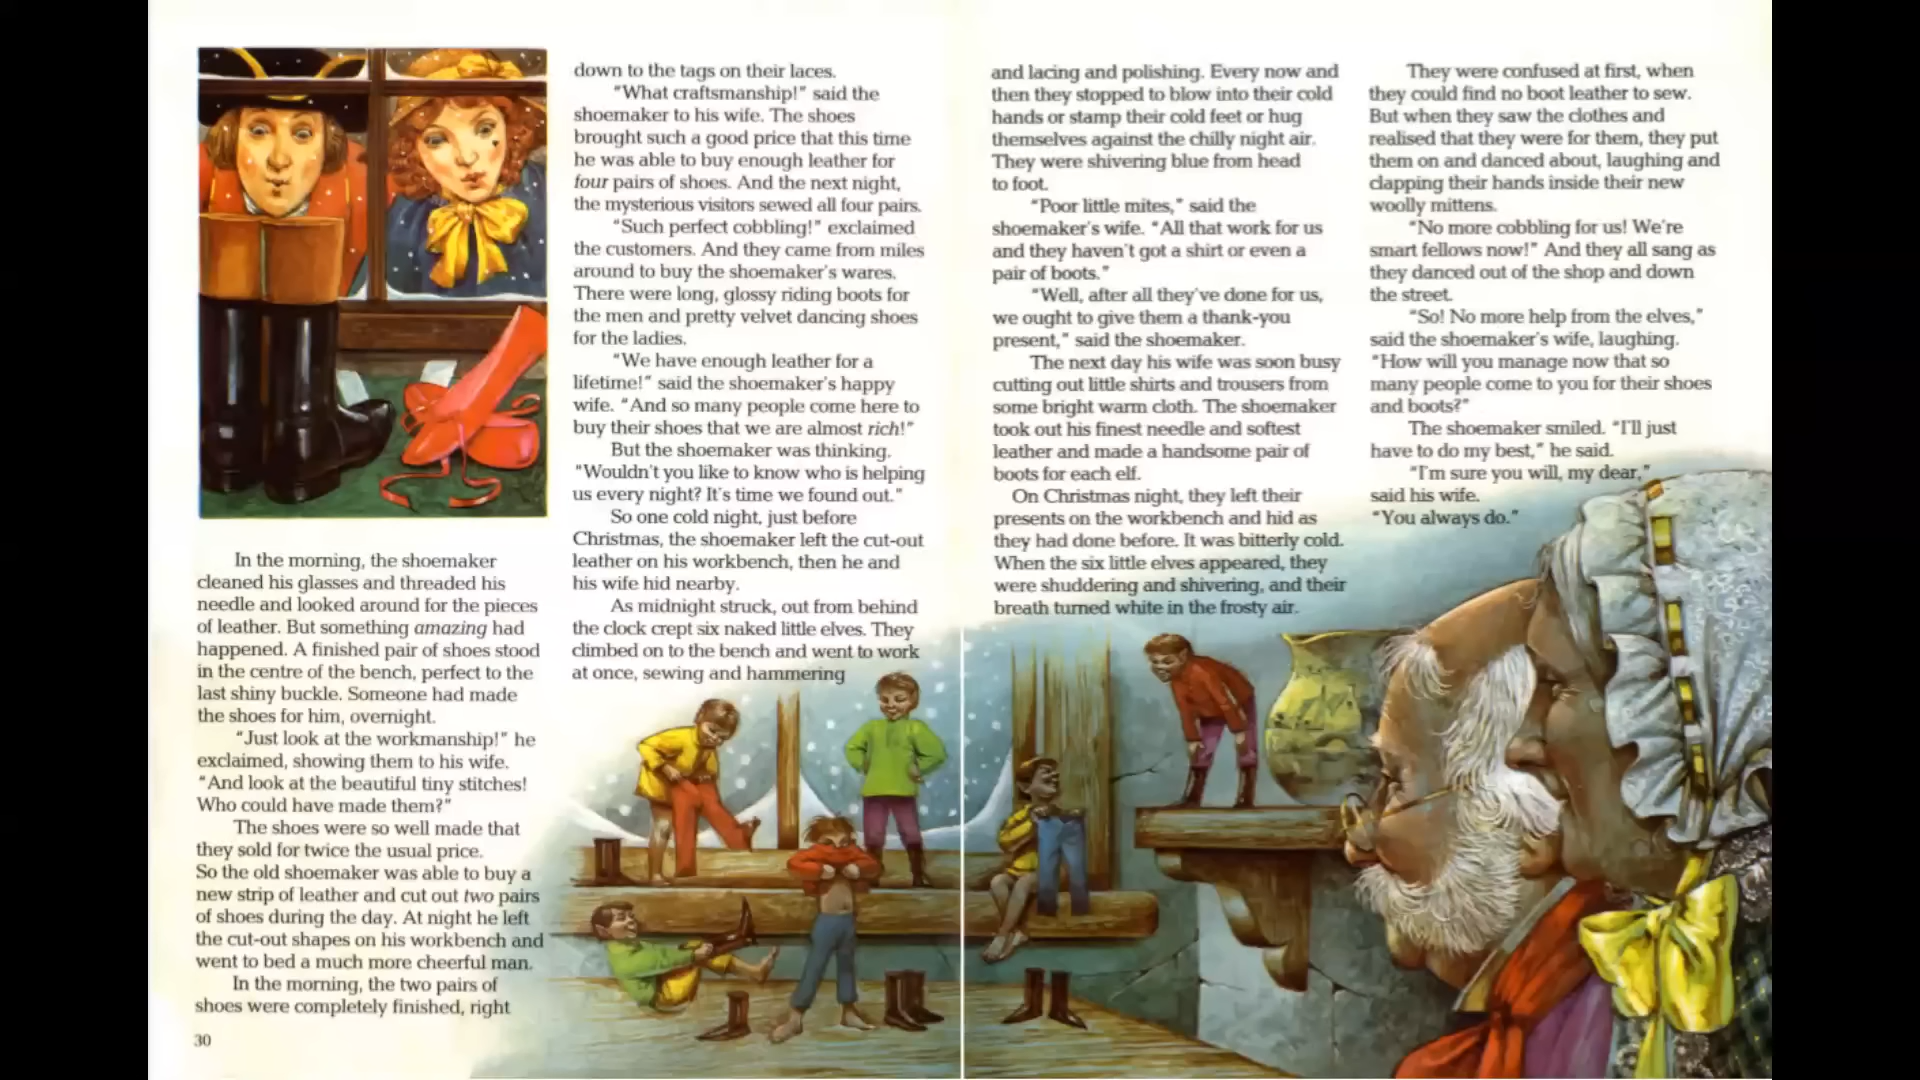 In the morning, the shoemaker
cleaned his glasses and threaded his
needle and looked around for the pieces
of leather. But something amazing had
happened. A finished pair of shoes stood
in the centre of the bench, perfect to the
last shiny buckle. Someone had made
the shoes for him, overnight.
“Just look at the workmanship!” he
exclaimed, showing them to his wife.
“And look at the beautiful tiny stitches!
Who could have made them?”
The shoes were so well made that
they sold for twice the usual price.
So the old shoemaker was able to buy a
new strip of leather and cut out two pairs
of shoes during the day. At night he left
the cut-out shapes on his workbench and
went to bed a much more cheerful man.
In the morning, the two pairs of
shoes were completely finished, right
30
down to the tags on their laces.
“What craftsmanship!” said the
shoemaker to his wife. The shoes
brought such a good price that this time
he was able to buy enough leather for
four pairs of shoes. And the next night,
the mysterious visitors sewed all four pairs.
“Such perfect cobbling!” exclaimed
the customers. And they came from miles
around to buy the shoemaker's wares.
There were long, glossy riding boots for
the men and pretty velvet dancing shoes
for the ladies.
“We have enough leather for a
lifetime!” said the shoemaker's happy
wife. “And so many people come here to
buy their shoes that we are almost rich!”
But the shoemaker was thinking.
“Wouldn't you like to know who is helping
us every night? It's time we found out.”
So one cold night, just before
Christmas, the shoemaker left the cut-out
leather on his workbench, then he and
his wife hid nearby.
As midnight struck, out from behind
the clock crept six naked little elves. They
climbed on to the bench and went to work
at once, sewing and hammering
and lacing and polishing. Every now and
then they stopped to blow into their cold
hands or stamp their cold feet or hug
themselves against the chilly night air.
They were shivering blue from head
to foot.
“Poor little mites,” said the
shoemaker's wife. “All that work for us
and they haven't got a shirt or even a
pair of boots.”
“Well, after all they've done for us,
we ought to give them a thank-you
present,” said the shoemaker.
The next day his wife was soon busy
cutting out little shirts and trousers from
some bright warm cloth. The shoemaker
took out his finest needle and softest
leather and made a handsome pair of
boots for each elf.
On Christmas night, they left their
presents on the workbench and hid as
they had done before. It was bitterly cold.
When the six little elves appeared, they
were shuddering and shivering, and their
breath turned white in the frosty air.
They were confused at first, when
they could find no boot leather to sew.
But when they saw the clothes and
realised that they were for them, they put
them on and danced about, laughing and
clapping their hands inside their new
woolly mittens.
“No more cobbling for us! We're
smart fellows now!” And they all sang as
they danced out of the shop and down
the street.
“So! No more help from the elves,”
said the shoemaker's wife, laughing.
“How will you manage now that so
many people come to you for their shoes
and boots?”
The shoemaker smiled. “I'll just
have to do my best,” he said.
“I'm sure you will, my dear,”
said his wife.
“You always do.”